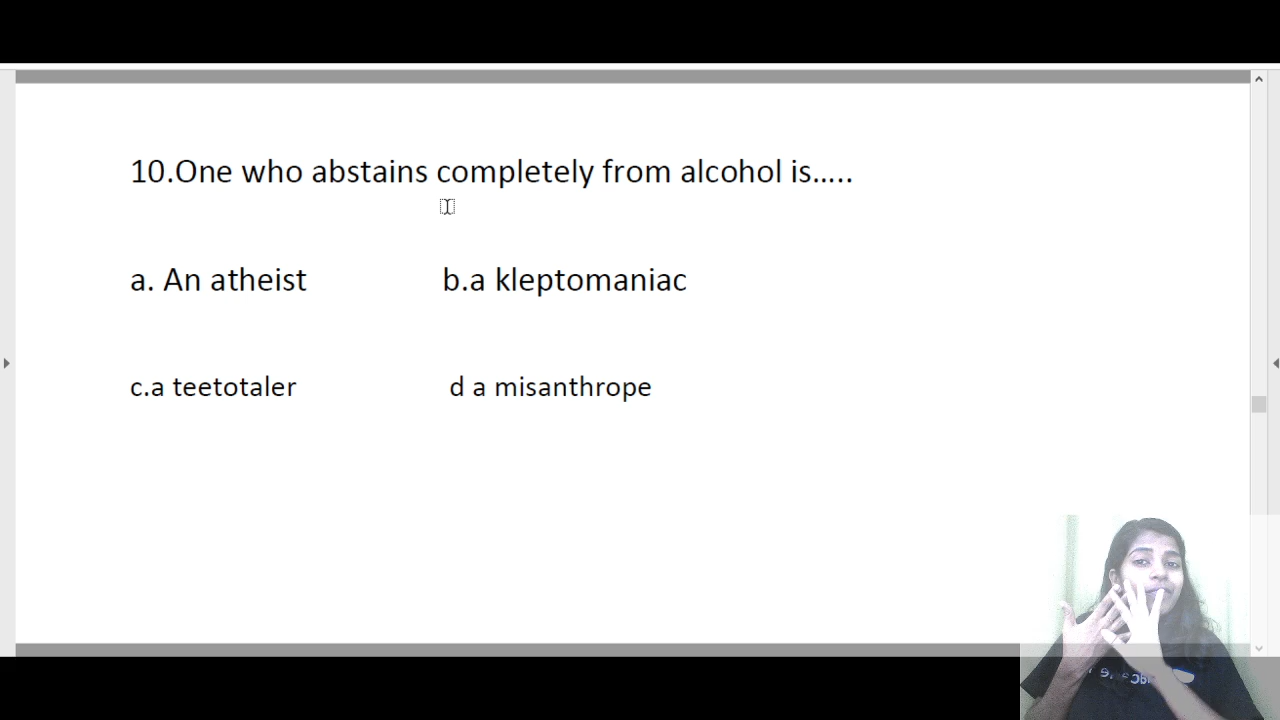 10.One who abstains completely from alcohol is.....
a. An atheist b.a kleptomaniac
c.a teetotaler d a misanthrope